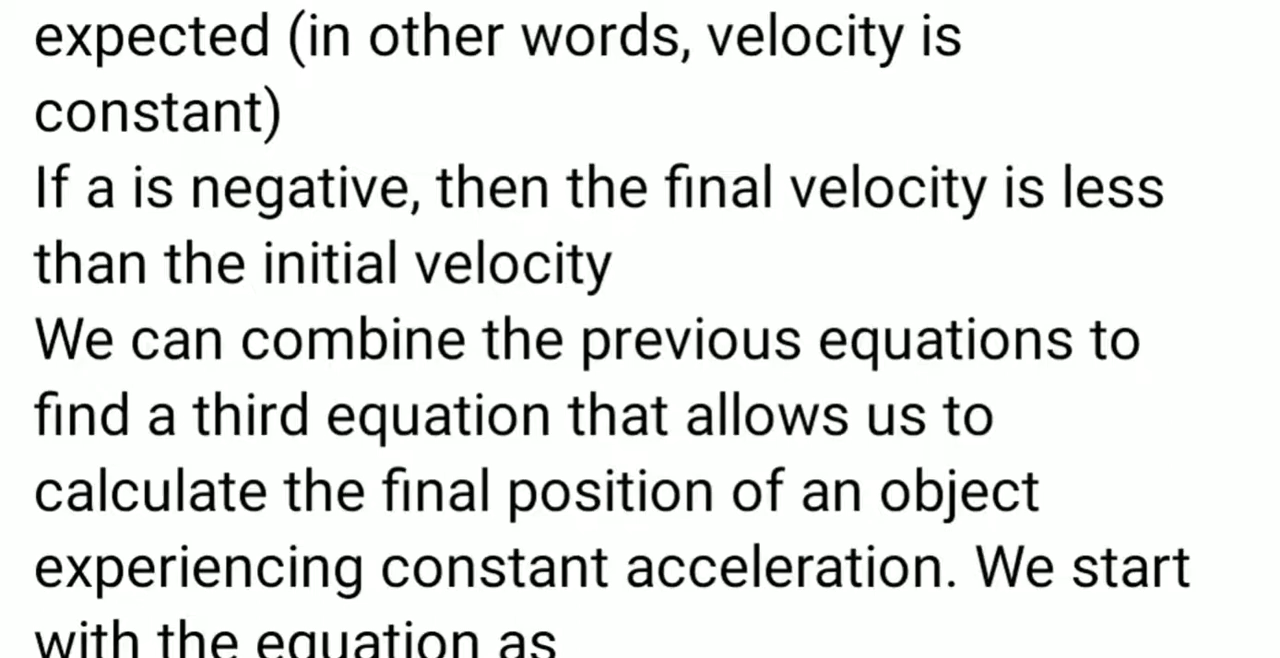 expected (in other words, velocity is
constant)
If a is negative, then the final velocity is less
than the initial velocity
We can combine the previous equations to
find a third equation that allows us to
calculate the final position of an object
experiencing constant acceleration. We start
with the equation as